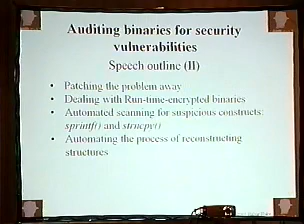 Auditing binaries for security
vulnerabilities
Speech outline (II)
• Patching the problem away
• Dealing with Run-time-encrypted binaries
• Automated scanning for suspicious constructs:
sprintf() and strncpy()
• Automating the process of reconstructing
structures